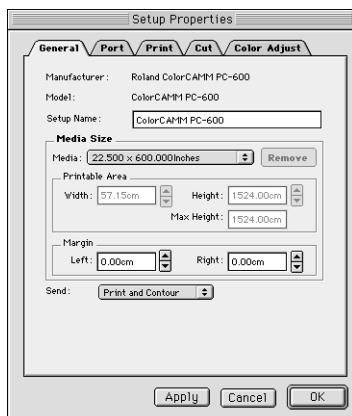 Setup Properties
General Port Print Cut Color Adjust
Manufacturer: Roland ColorCAMM PC-600
Model: ColorCAMM PC-600
Setup Name: ColorCAMM PC-600
Media Size
Media: 22.500 x 600.000Inches Remove
Printable Area
Width: 57.15cm Height: 1524.00cm
Max Height: 1524.00cm
Margin
Left: 0.00cm Right: 0.00cm
Send: Print and Contour
Apply Cancel OK